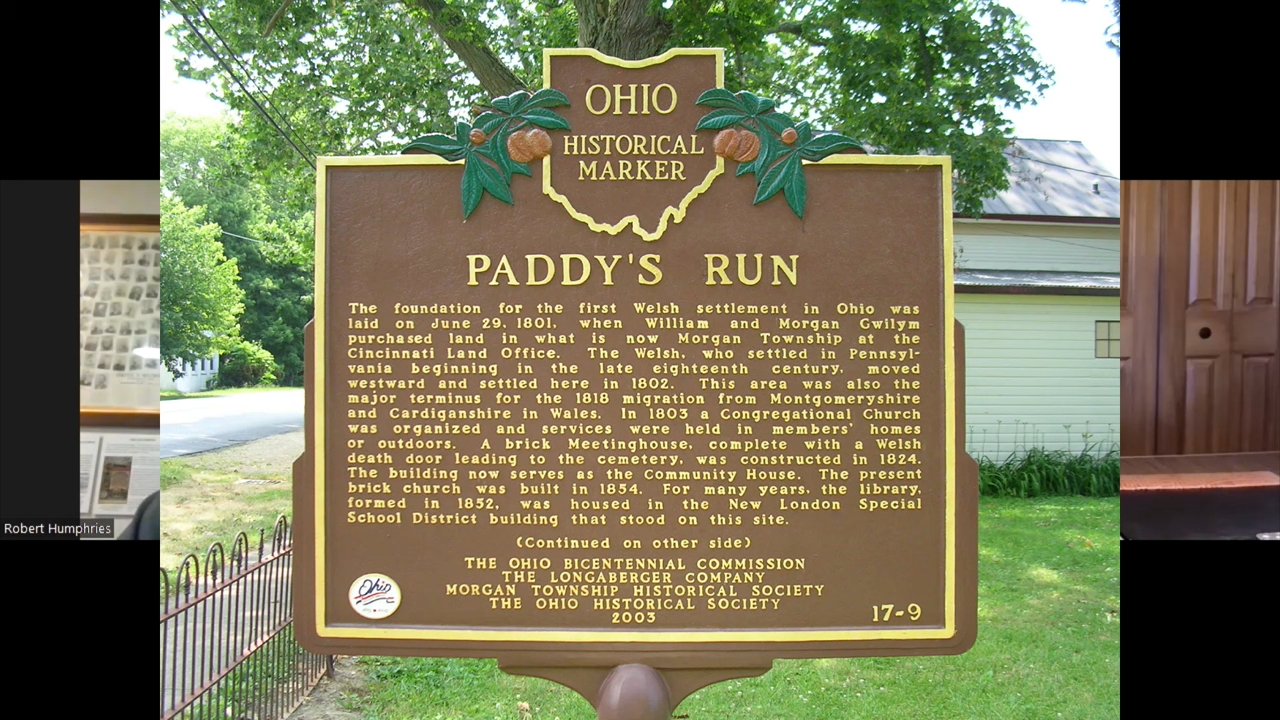 OHIO
HISTORICAL
MARKER
PADDY'S RUN
The foundation for the first Welsh settlement in Ohio was
laid on June 29, 1801, when William and Morgan Gwilym
purchased land in what is now Morgan Township at the
Cincinnati Land Office. The Welsh, who settled in Pennsyl-
vania beginning in the late eighteenth century, moved
westward and settled here in 1802. This area was also the
major terminus for the 1818 migration from Montgomeryshire
and Cardiganshire in Wales. In 1803 a Congregational Church
was organized and services were held in members' homes
or outdoors. A brick Meetinghouse, complete with a Welsh
death door leading to the cemetery, was constructed in 1824.
The building now serves as the Community House. The present
brick church was built in 1854. For many years, the library,
formed in 1852, was housed in the New London Special
School District building that stood on this site.
(Continued on other side)
THE OHIO BICENTENNIAL COMMISSION
THE LONGABERGER COMPANY
MORGAN TOWNSHIP HISTORICAL SOCIETY
THE OHIO HISTORICAL SOCIETY
2003
Ohio
17-9
Robert Humphries